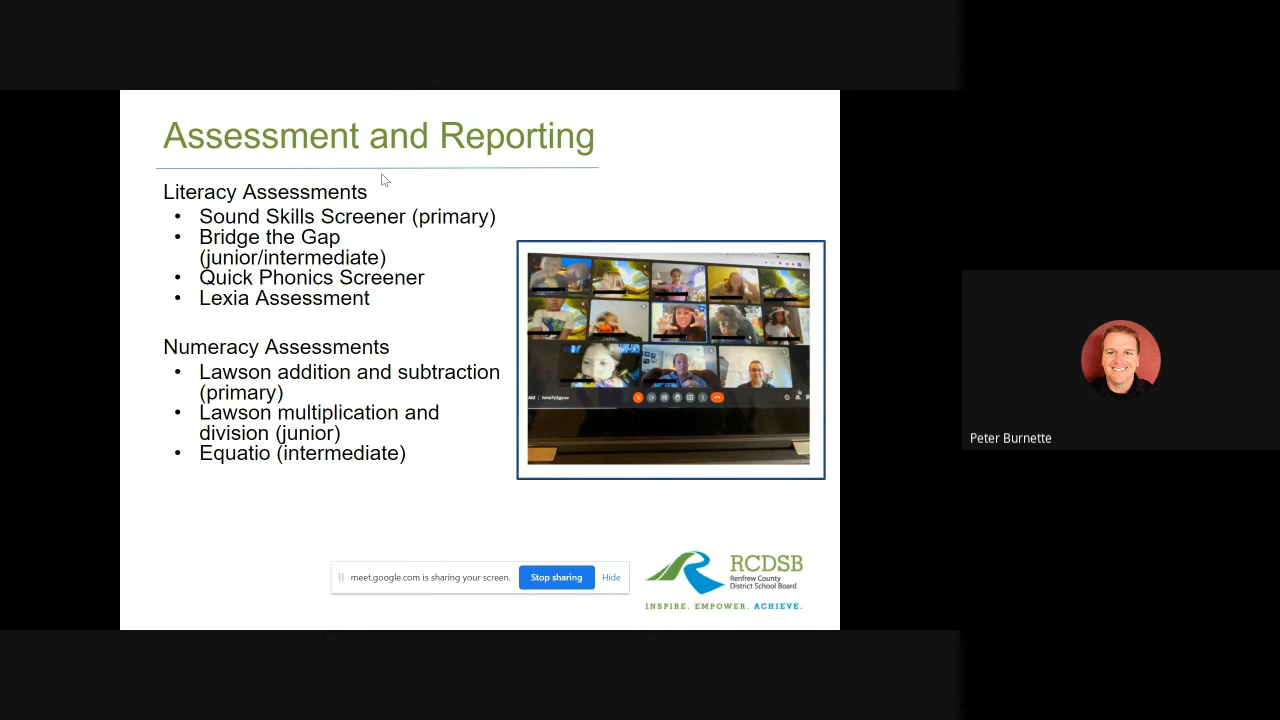 Assessment and Reporting
Literacy Assessments
• Sound Skills Screener (primary)
• Bridge the Gap
(junior/intermediate)
• Quick Phonics Screener
• Lexia Assessment
Numeracy Assessments
• Lawson addition and subtraction
(primary)
• Lawson multiplication and
division (junior)
• Equatio (intermediate)
Peter Burnette
meet.google.com is sharing your screen.
Stop sharing
Hide
RCDSB
Renfrew County
District School Board
INSPIRE. EMPOWER. ACHIEVE.